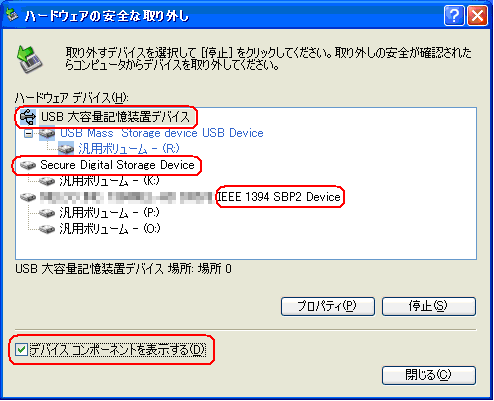 ハードウェアの安全な取り外し
取り外すデバイスを選択して [停止] をクリックしてください。取り外しの安全が確認された
らコンピュータからデバイスを取り外してください。
ハードウェア デバイス(H):
USB 大容量記憶装置デバイス
USB Mass Storage device USB Device
汎用ボリューム - (R:)
Secure Digital Storage Device
汎用ボリューム - (K:)
IEEE 1394 SBP2 Device
汎用ボリューム - (P:)
汎用ボリューム - (O:)
USB 大容量記憶装置デバイス 場所: 場所 0
プロパティ(P)
停止(S)
デバイス コンポーネントを表示する(D)
閉じる(C)